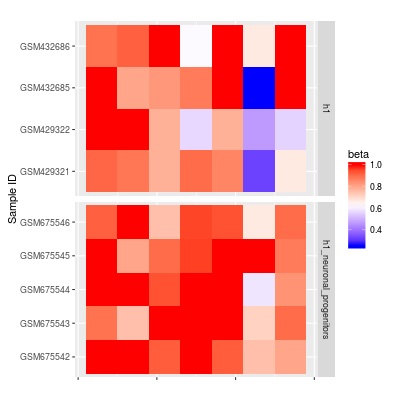 GSM432686
GSM432685
GSM429322
GSM429321
h1
GSM675546
GSM675545
GSM675544
GSM675543
GSM675542
h1_neuronal_progenitors
Sample ID
beta
1.0
0.8
0.6
0.4